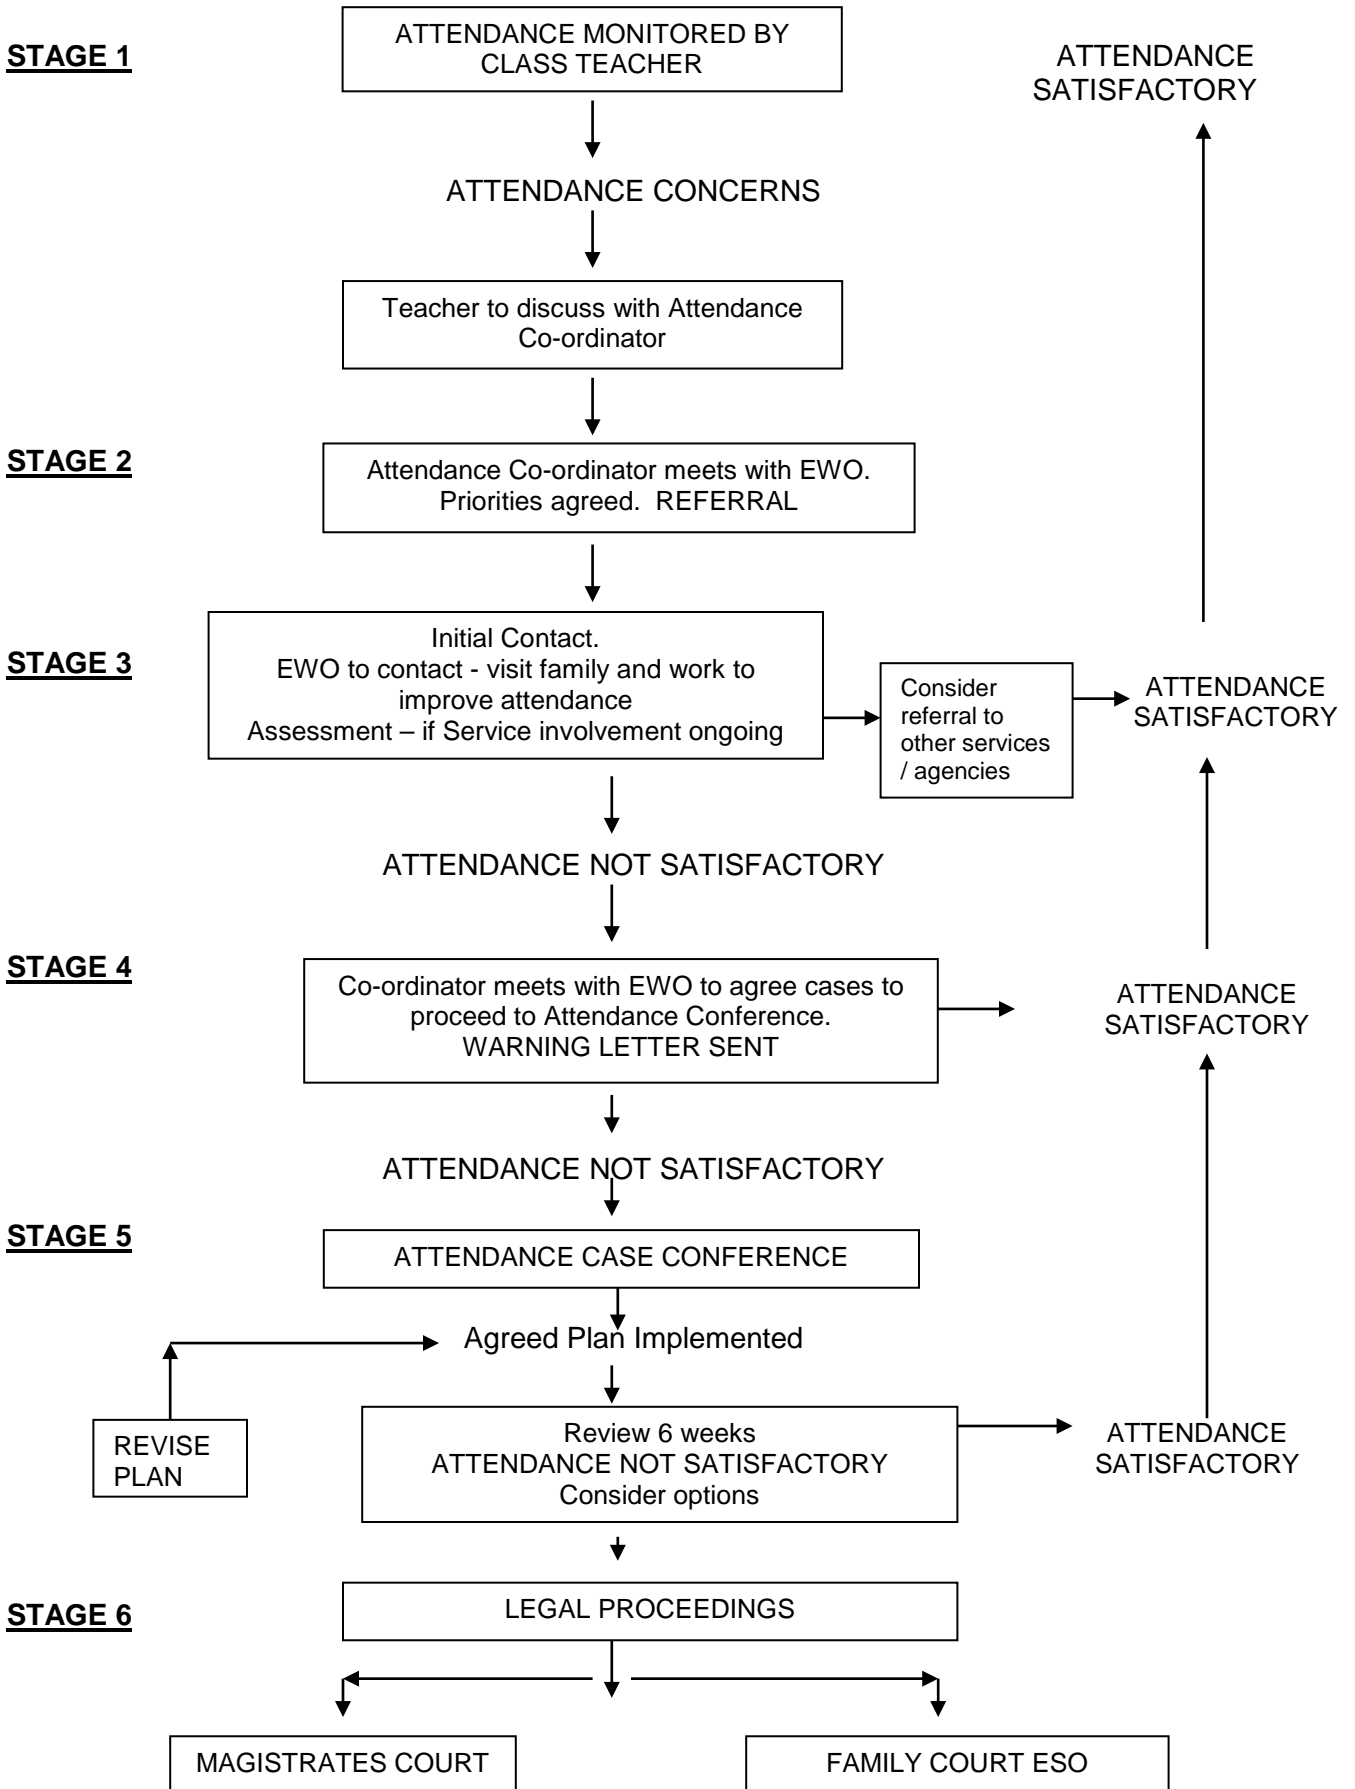 STAGE 1
ATTENDANCE MONITORED BY
CLASS TEACHER
ATTENDANCE
SATISFACTORY
ATTENDANCE CONCERNS
Teacher to discuss with Attendance
Co-ordinator
STAGE 2
Attendance Co-ordinator meets with EWO.
Priorities agreed.  REFERRAL
STAGE 3
Initial Contact.
EWO to contact - visit family and work to
improve attendance
Assessment – if Service involvement ongoing
Consider
referral to
other services
/ agencies
ATTENDANCE
SATISFACTORY
ATTENDANCE NOT SATISFACTORY
STAGE 4
Co-ordinator meets with EWO to agree cases to
proceed to Attendance Conference.
WARNING LETTER SENT
ATTENDANCE
SATISFACTORY
ATTENDANCE NOT SATISFACTORY
STAGE 5
ATTENDANCE CASE CONFERENCE
Agreed Plan Implemented
REVISE
PLAN
Review 6 weeks
ATTENDANCE NOT SATISFACTORY
Consider options
ATTENDANCE
SATISFACTORY
STAGE 6
LEGAL PROCEEDINGS
MAGISTRATES COURT
FAMILY COURT ESO